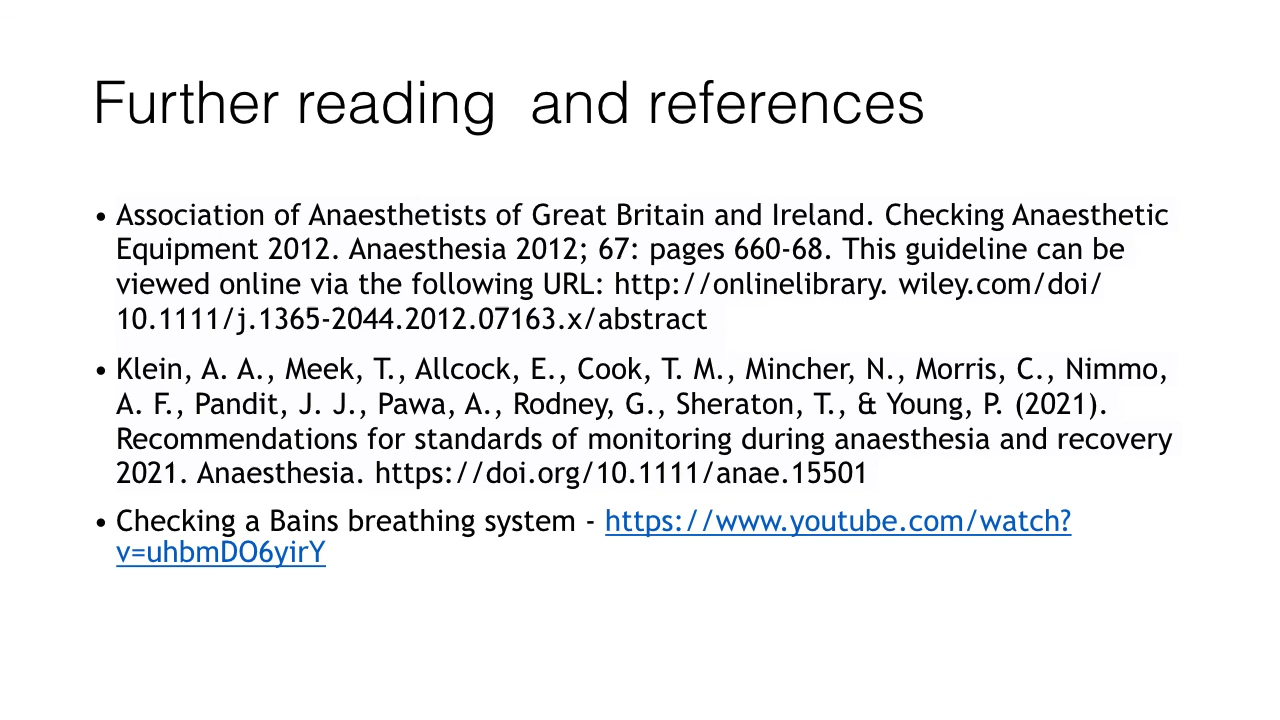 Further reading  and references
• Association of Anaesthetists of Great Britain and Ireland. Checking Anaesthetic
Equipment 2012. Anaesthesia 2012; 67: pages 660-68. This guideline can be
viewed online via the following URL: http://onlinelibrary. wiley.com/doi/
10.1111/j.1365-2044.2012.07163.x/abstract
• Klein, A. A., Meek, T., Allcock, E., Cook, T. M., Mincher, N., Morris, C., Nimmo,
A. F., Pandit, J. J., Pawa, A., Rodney, G., Sheraton, T., & Young, P. (2021).
Recommendations for standards of monitoring during anaesthesia and recovery
2021. Anaesthesia. https://doi.org/10.1111/anae.15501
• Checking a Bains breathing system - https://www.youtube.com/watch?
v=uhbmDO6yirY